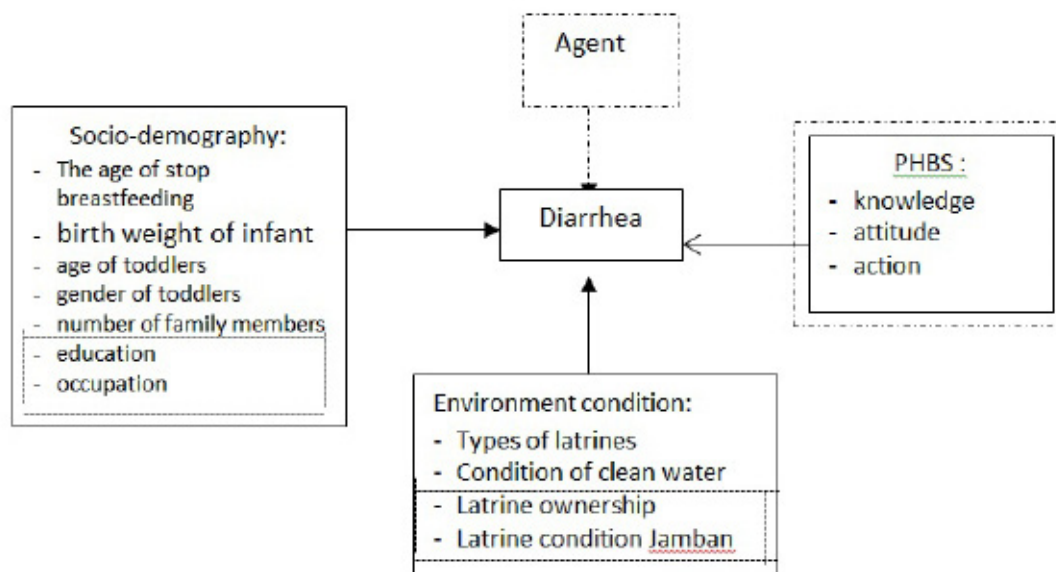 Agent
Socio-demography:
- The age of stop
breastfeeding
- birth weight of infant
- age of toddlers
- gender of toddlers
- number of family members
- education
- occupation
Diarrhea
PHBS :
- knowledge
- attitude
- action
Environment condition:
- Types of latrines
- Condition of clean water
- Latrine ownership
- Latrine condition Jamban